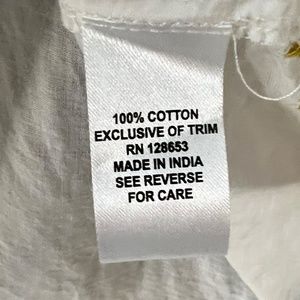 100% COTTON
EXCLUSIVE OF TRIM
RN 128653
MADE IN INDIA
SEE REVERSE
FOR CARE